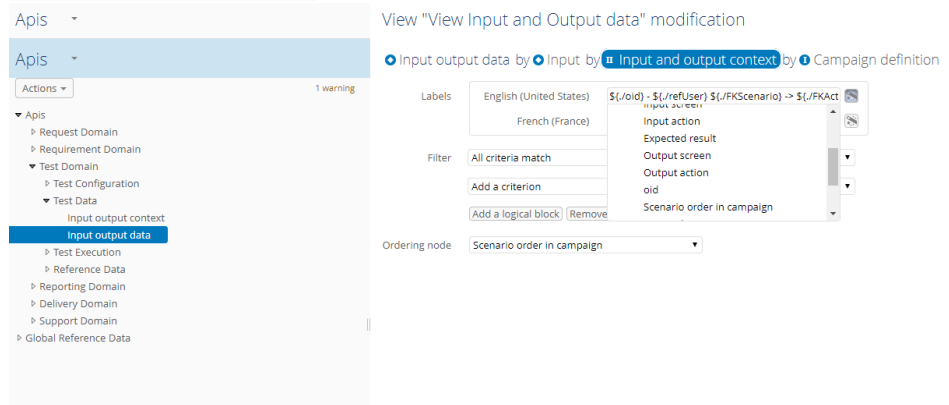 Apis
View "View Input and Output data" modification
Apis
Input output data by Input by II Input and output context by I Campaign definition
Actions
1 warning
Labels
English (United States)
${./oid} - ${./refUser} ${./FKScenario} -> ${./FKAct
French (France)
Input screen
Input action
Expected result
Output screen
Output action
oid
Scenario order in campaign
Filter
All criteria match
Add a criterion
Add a logical block
Remove
Ordering node
Scenario order in campaign
Apis
Request Domain
Requirement Domain
Test Domain
Test Configuration
Test Data
Input output context
Input output data
Test Execution
Reference Data
Reporting Domain
Delivery Domain
Support Domain
Global Reference Data